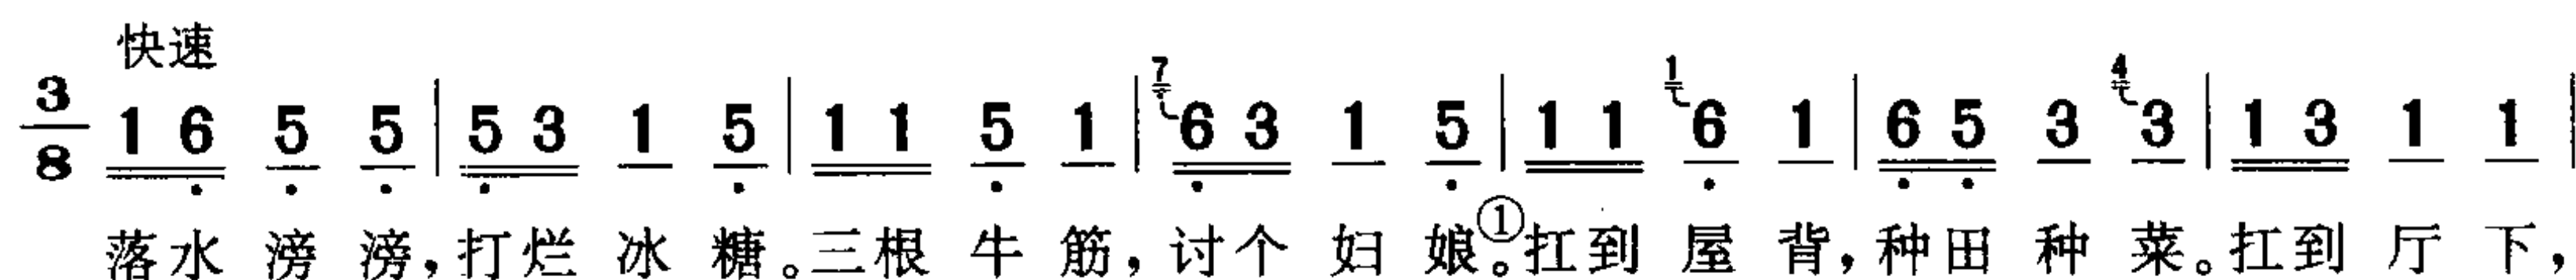 快速
3/8 1 6 5 5 | 5 3 1 5 | 1 1 5 1 | 7 6 3 1 5 | 1 1 1 6 1 | 6 5 3 4 3 | 1 3 1 1 |
落水滂滂，打烂冰糖。三根牛筋，讨个妇娘①。扛到屋背，种田种菜。扛到厅下，